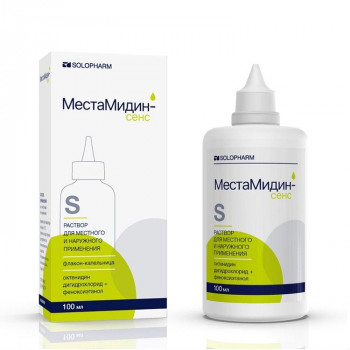 SOLOPHARM
МестаМидин-
сенс
S
РАСТВОР
ДЛЯ МЕСТНОГО
И НАРУЖНОГО
ПРИМЕНЕНИЯ
флакон-капельница
октенидин
дигидрохлорид +
феноксиэтанол
100 мл
SOLOPHARM
МестаМидин-
сенс
S
РАСТВОР
ДЛЯ МЕСТНОГО
И НАРУЖНОГО
ПРИМЕНЕНИЯ
октенидин
дигидрохлорид +
феноксиэтанол
100 мл